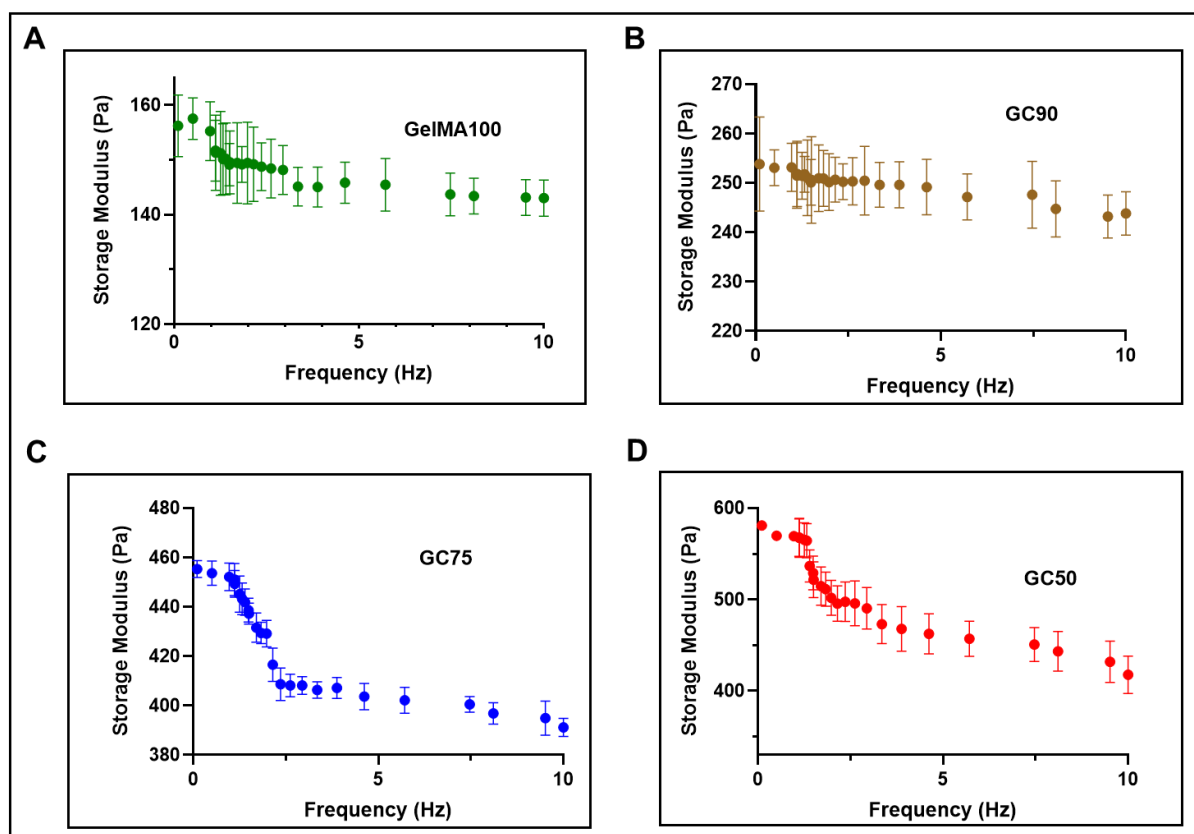 A
Storage Modulus (Pa)
160
140
120
GelMA100
0
5
10
Frequency (Hz)
B
Storage Modulus (Pa)
270
260
250
240
230
220
GC90
0
5
10
Frequency (Hz)
C
Storage Modulus (Pa)
480
460
440
420
400
380
GC75
0
5
10
Frequency (Hz)
D
Storage Modulus (Pa)
600
500
400
GC50
0
5
10
Frequency (Hz)